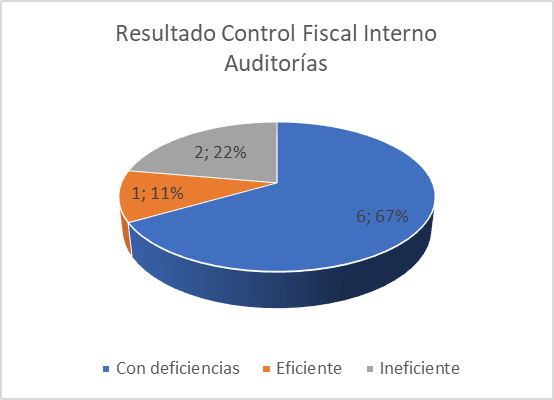 Resultado Control Fiscal Interno
Auditorías
2; 22%
1; 11%
6; 67%
Con deficiencias
Eficiente
Ineficiente